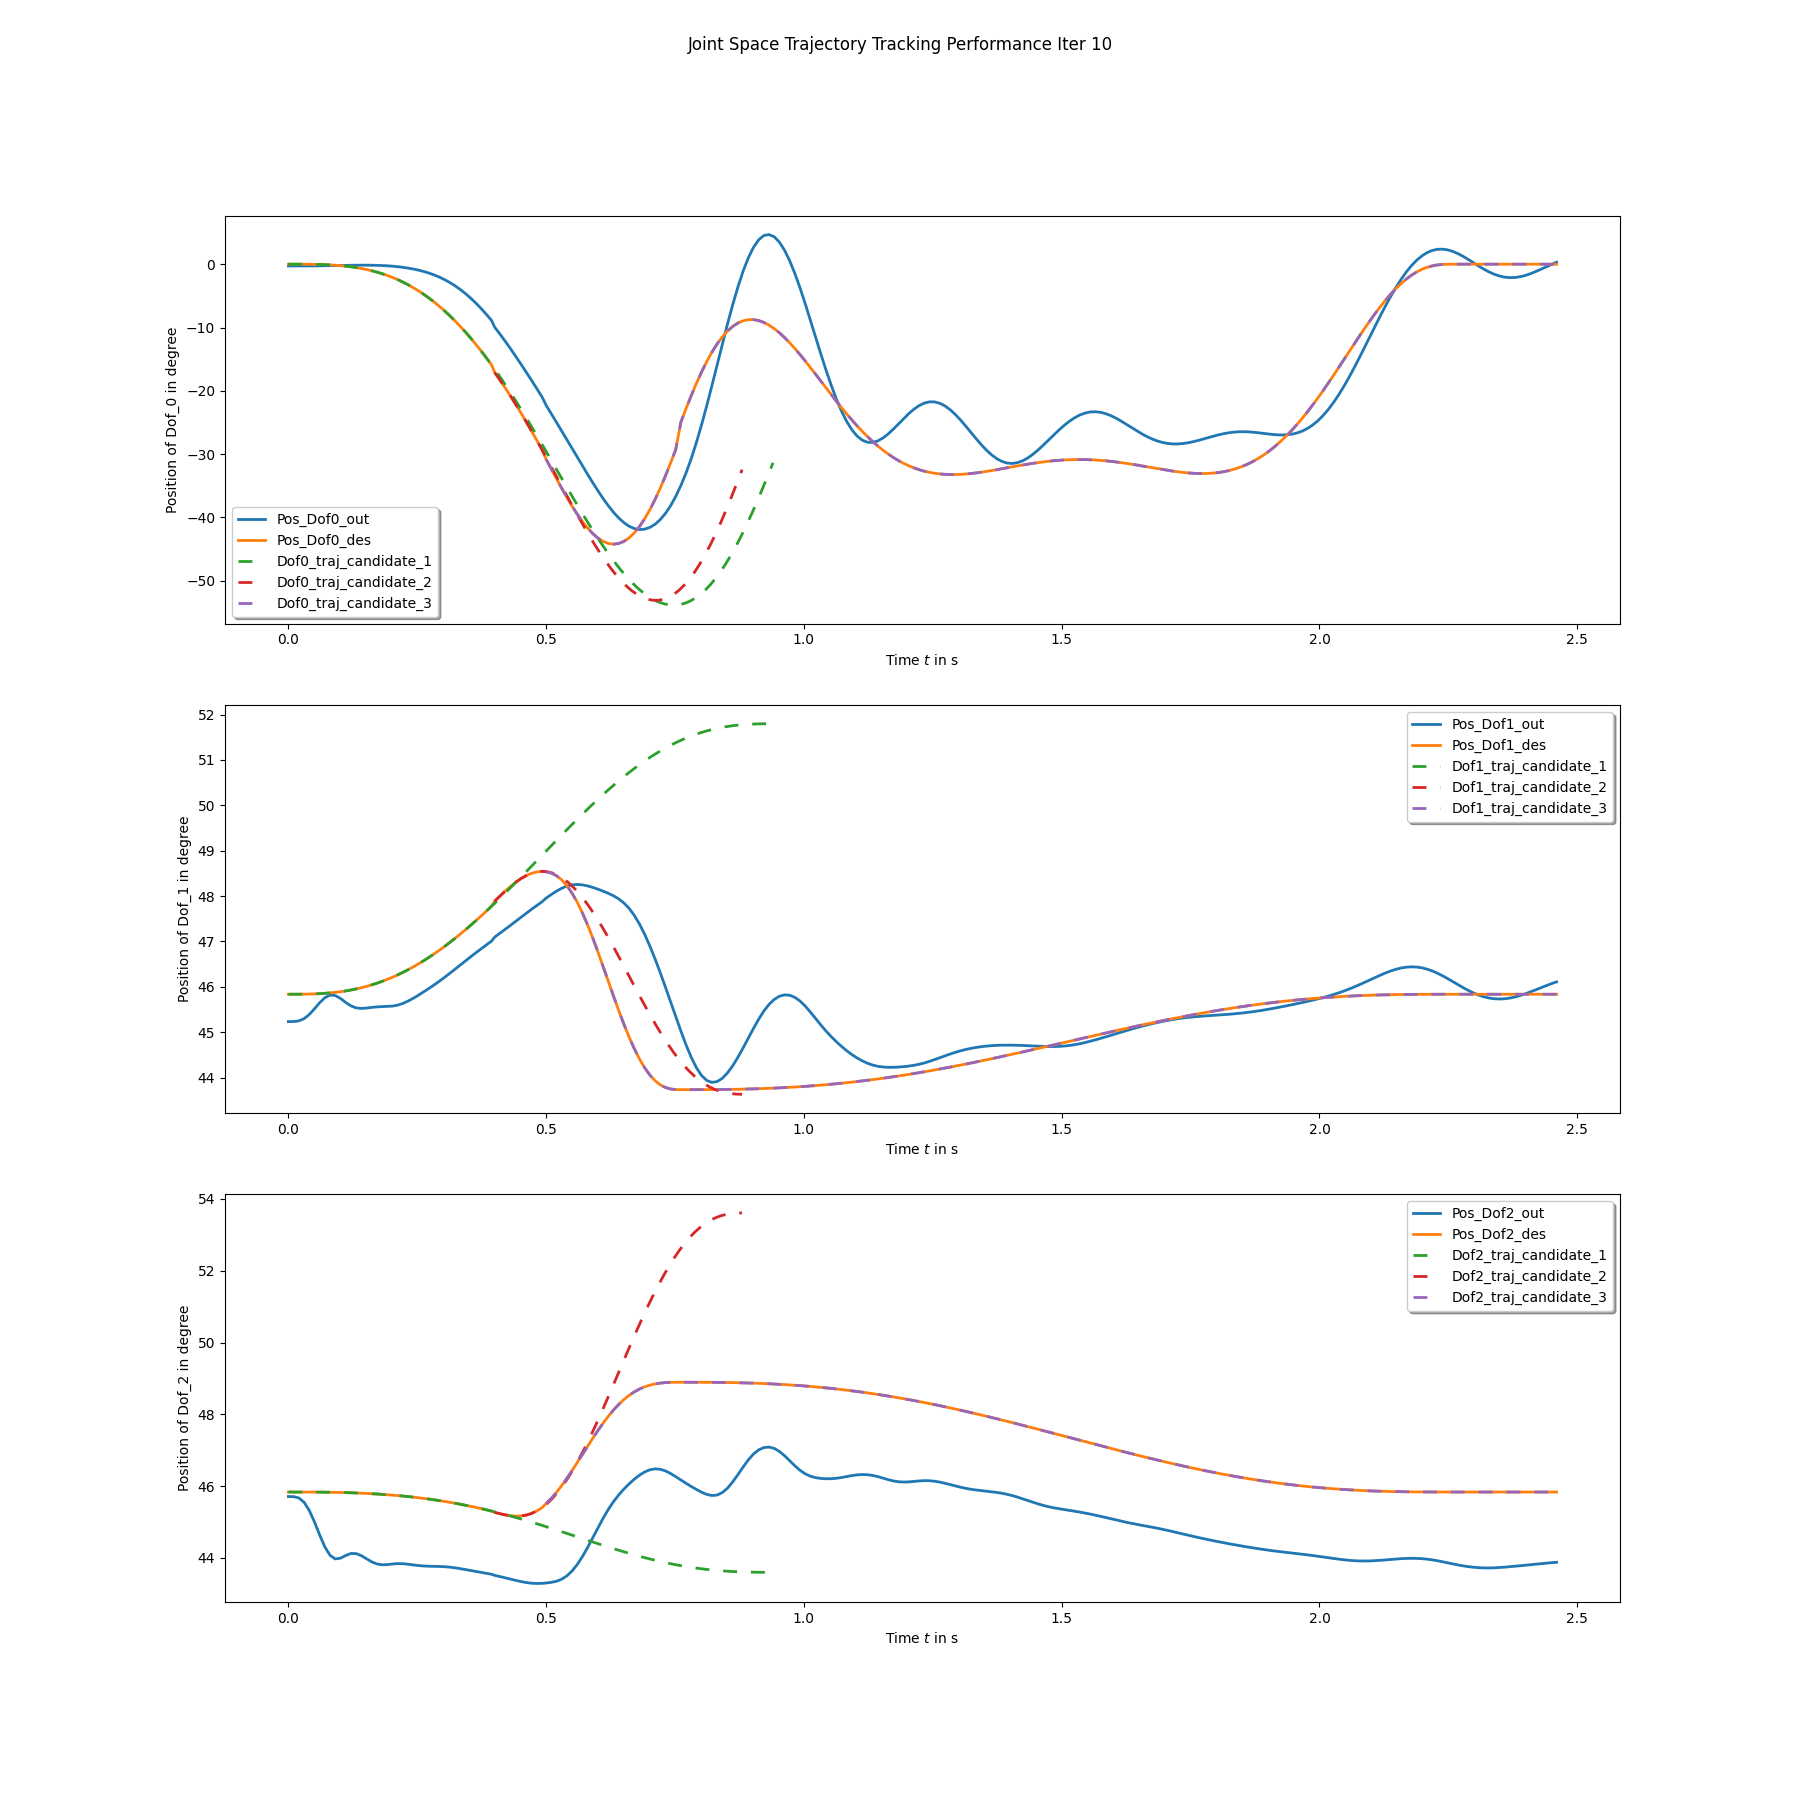 Joint Space Trajectory Tracking Performance Iter 10
0
−10
−20
−30
−40
−50
Position of Dof_0 in degree
Pos_Dof0_out
Pos_Dof0_des
Dof0_traj_candidate_1
Dof0_traj_candidate_2
Dof0_traj_candidate_3
0.0 0.5 1.0 1.5 2.0 2.5
Time t in s
52
51
50
49
48
47
46
45
44
Position of Dof_1 in degree
Pos_Dof1_out
Pos_Dof1_des
Dof1_traj_candidate_1
Dof1_traj_candidate_2
Dof1_traj_candidate_3
0.0 0.5 1.0 1.5 2.0 2.5
Time t in s
54
52
50
48
46
44
Position of Dof_2 in degree
Pos_Dof2_out
Pos_Dof2_des
Dof2_traj_candidate_1
Dof2_traj_candidate_2
Dof2_traj_candidate_3
0.0 0.5 1.0 1.5 2.0 2.5
Time t in s